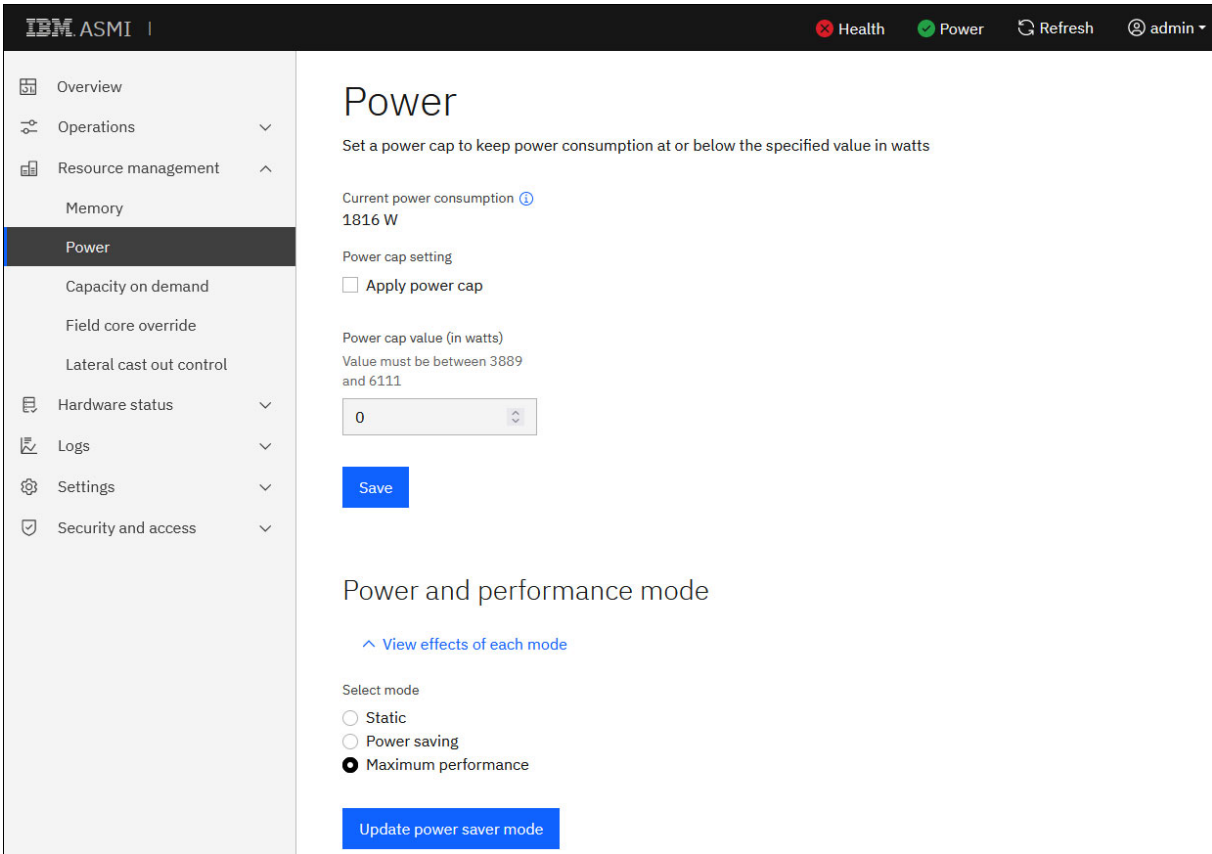 IBM. ASMI |
Health
Power
Refresh
admin
Overview
Operations
Resource management
Memory
Power
Capacity on demand
Field core override
Lateral cast out control
Hardware status
Logs
Settings
Security and access
Power
Set a power cap to keep power consumption at or below the specified value in watts
Current power consumption
1816 W
Power cap setting
Apply power cap
Power cap value (in watts)
Value must be between 3889
and 6111
0
Save
Power and performance mode
View effects of each mode
Select mode
Static
Power saving
Maximum performance
Update power saver mode